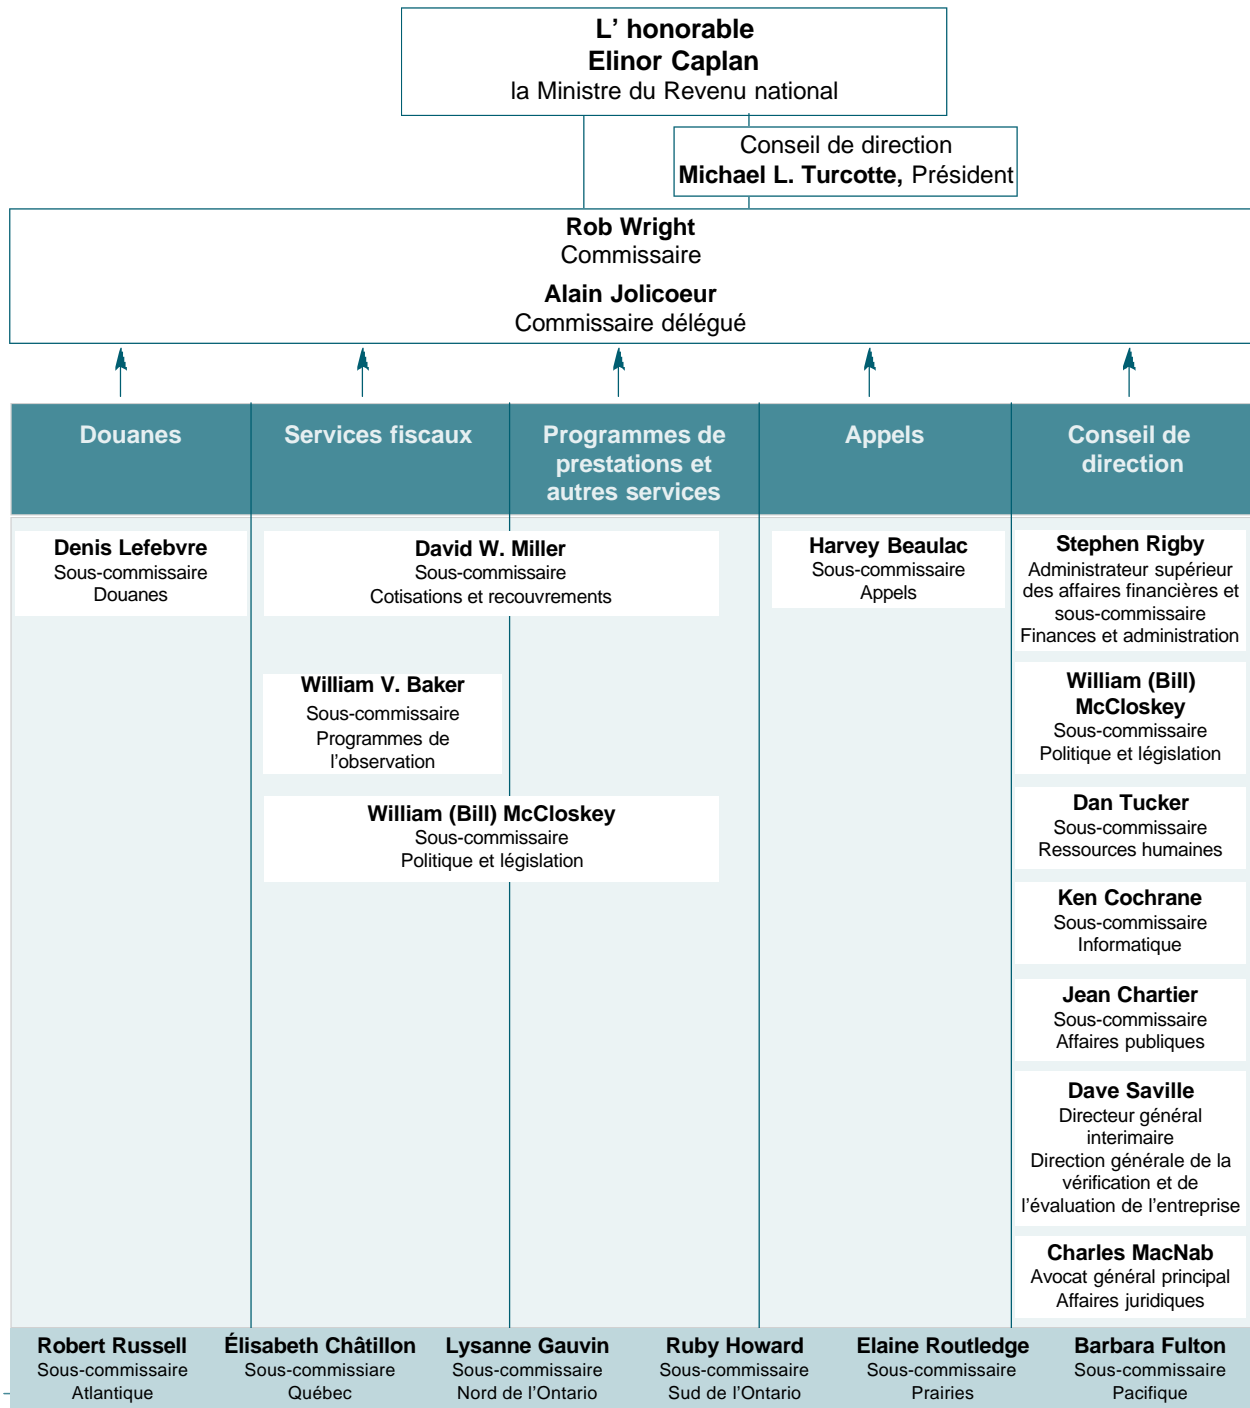 L' honorable
Elinor Caplan
la Ministre du Revenu national
Conseil de direction
Michael L. Turcotte, Président
Rob Wright
Commissaire
Alain Jolicoeur
Commissaire délégué
Douanes
Services fiscaux
Programmes de
prestations et
autres services
Appels
Conseil de
direction
Denis Lefebvre
Sous-commissaire
Douanes
David W. Miller
Sous-commissaire
Cotisations et recouvrements
William V. Baker
Sous-commissaire
Programmes de
l'observation
William (Bill) McCloskey
Sous-commissaire
Politique et législation
Harvey Beaulac
Sous-commissaire
Appels
Stephen Rigby
Administrateur supérieur
des affaires financières et
sous-commissaire
Finances et administration
William (Bill)
McCloskey
Sous-commissaire
Politique et législation
Dan Tucker
Sous-commissaire
Ressources humaines
Ken Cochrane
Sous-commissaire
Informatique
Jean Chartier
Sous-commissaire
Affaires publiques
Dave Saville
Directeur général
interimaire
Direction générale de la
vérification et de
l'évaluation de l'entreprise
Charles MacNab
Avocat général principal
Affaires juridiques
Robert Russell
Sous-commissaire
Atlantique
Élisabeth Châtillon
Sous-commissiare
Québec
Lysanne Gauvin
Sous-commissaire
Nord de l'Ontario
Ruby Howard
Sous-commissaire
Sud de l'Ontario
Elaine Routledge
Sous-commissaire
Prairies
Barbara Fulton
Sous-commissaire
Pacifique